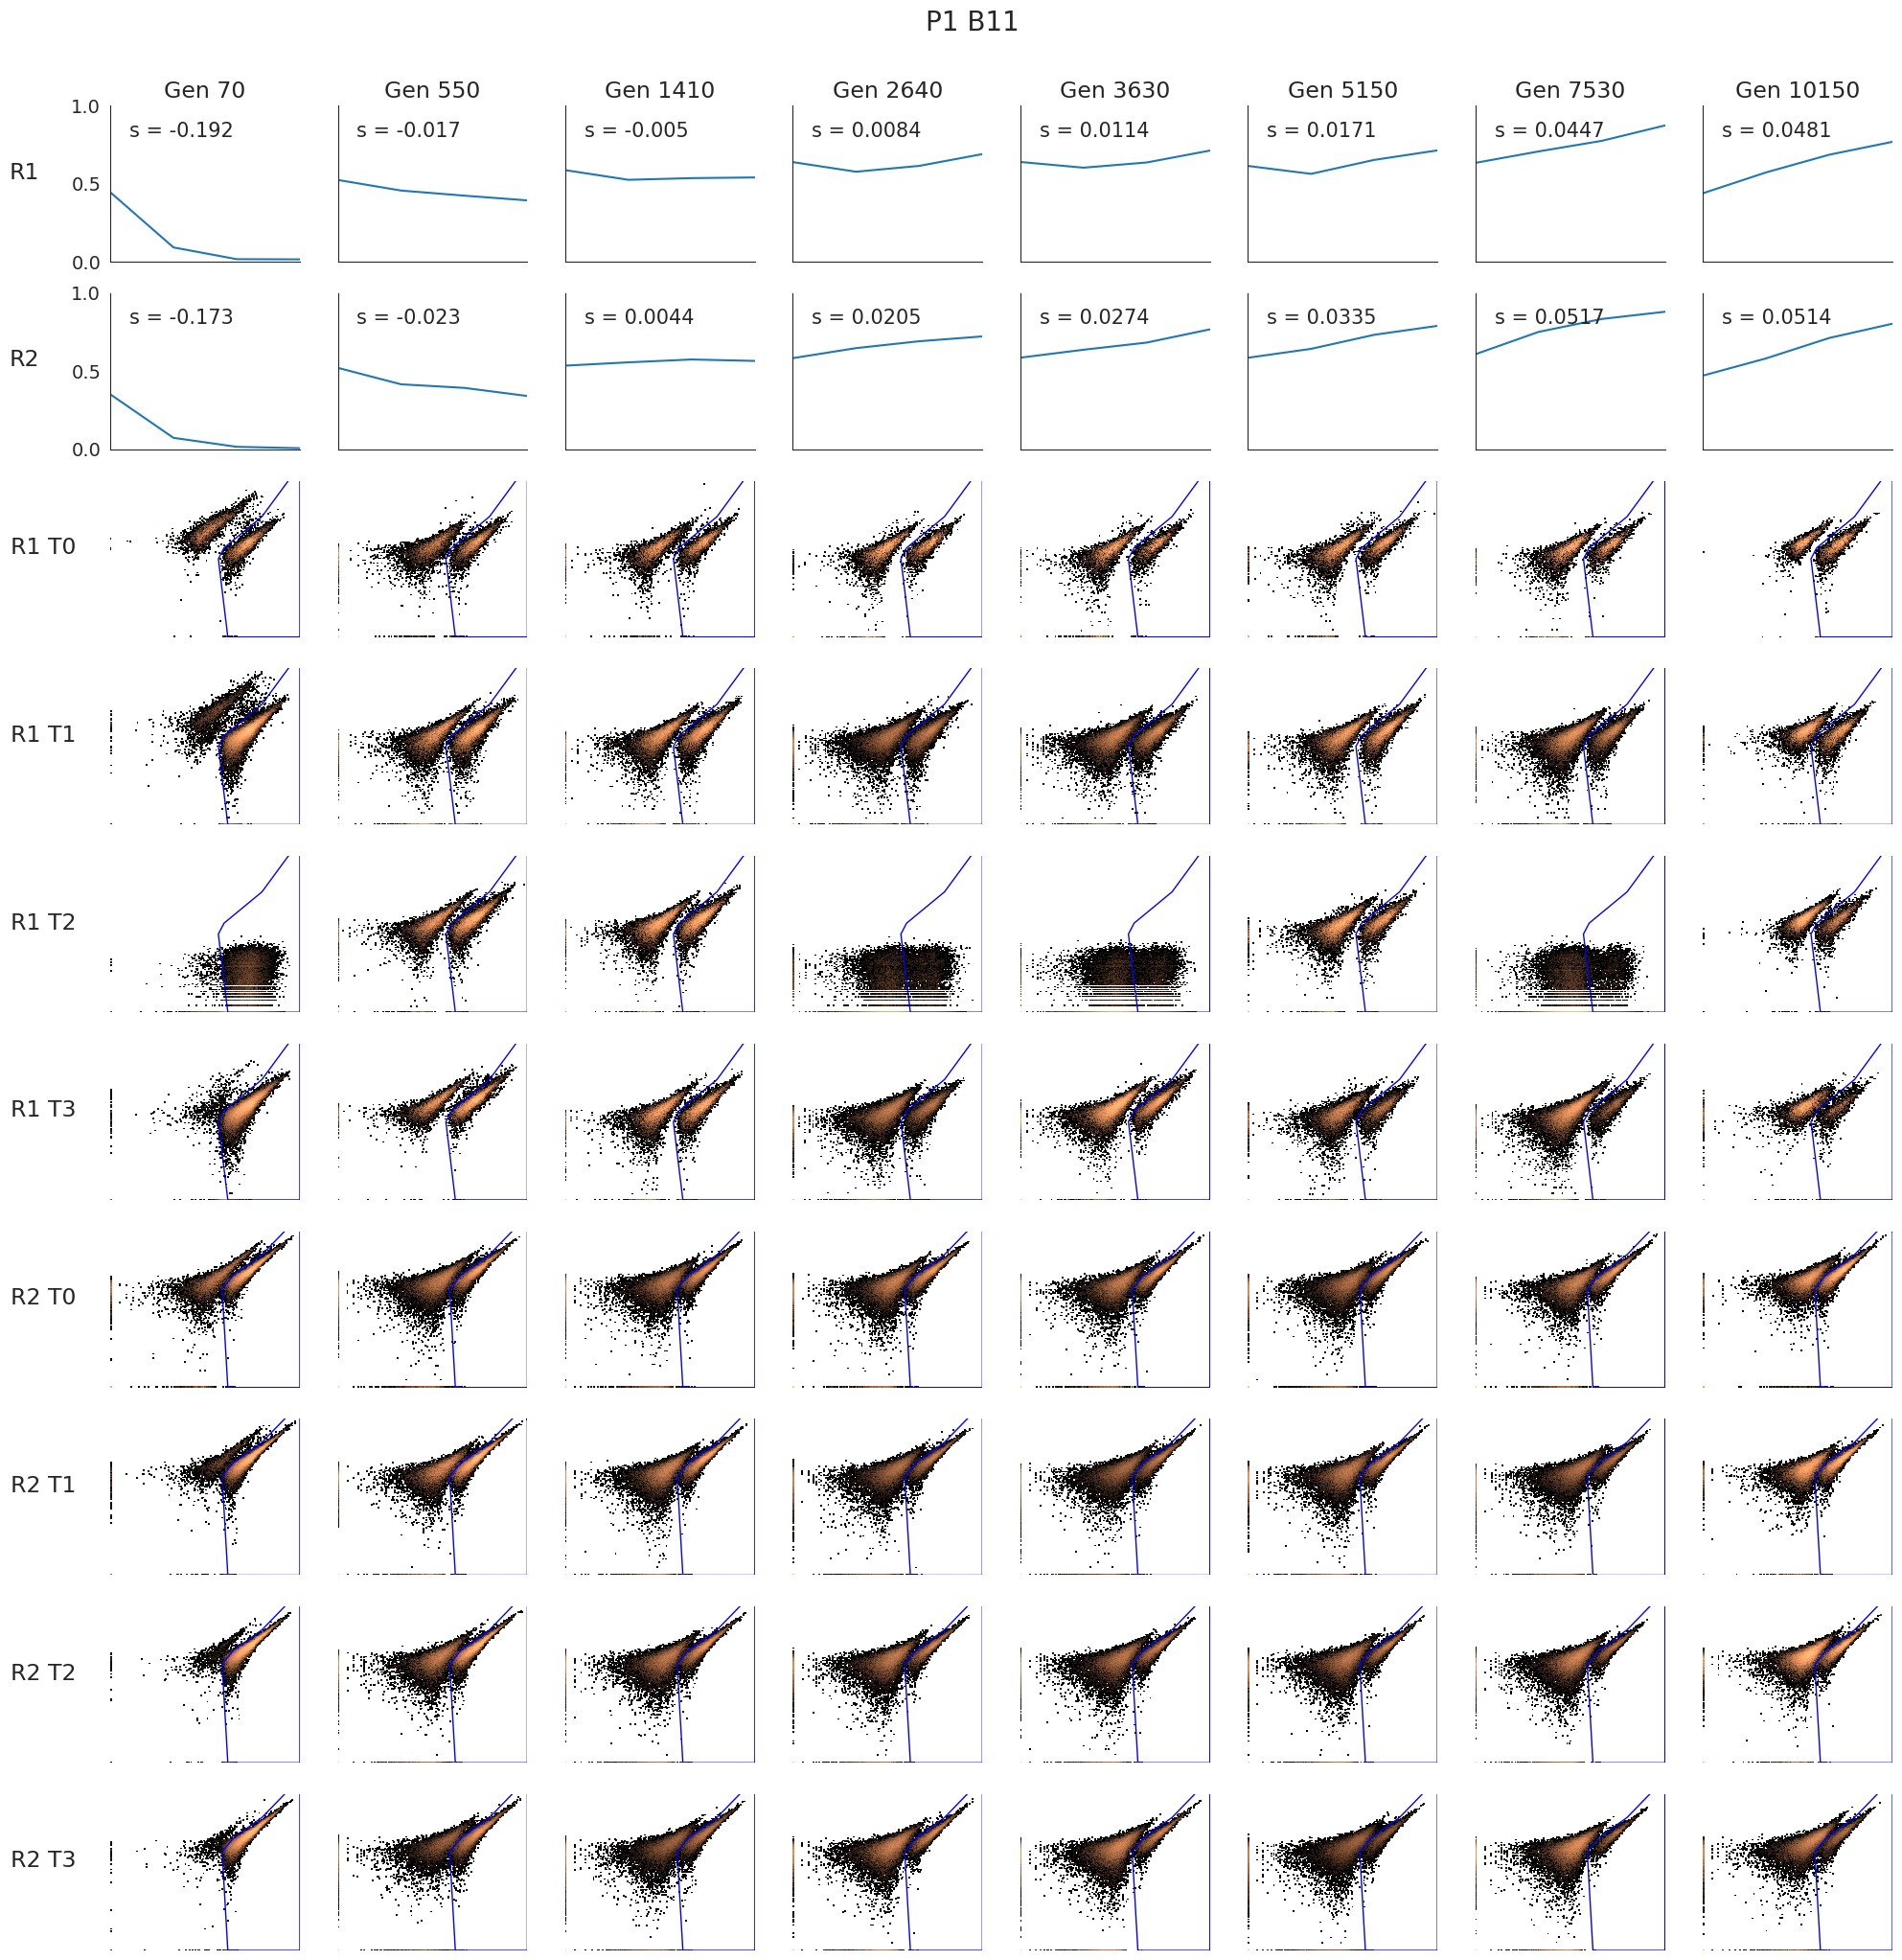 P1 B11
Gen 70 Gen 550 Gen 1410 Gen 2640 Gen 3630 Gen 5150 Gen 7530 Gen 10150
R1
1.0
0.5
0.0
s = -0.192 s = -0.017 s = -0.005 s = 0.0084 s = 0.0114 s = 0.0171 s = 0.0447 s = 0.0481
R2
1.0
0.5
0.0
s = -0.173 s = -0.023 s = 0.0044 s = 0.0205 s = 0.0274 s = 0.0335 s = 0.0517 s = 0.0514
R1 T0
R1 T1
R1 T2
R1 T3
R2 T0
R2 T1
R2 T2
R2 T3